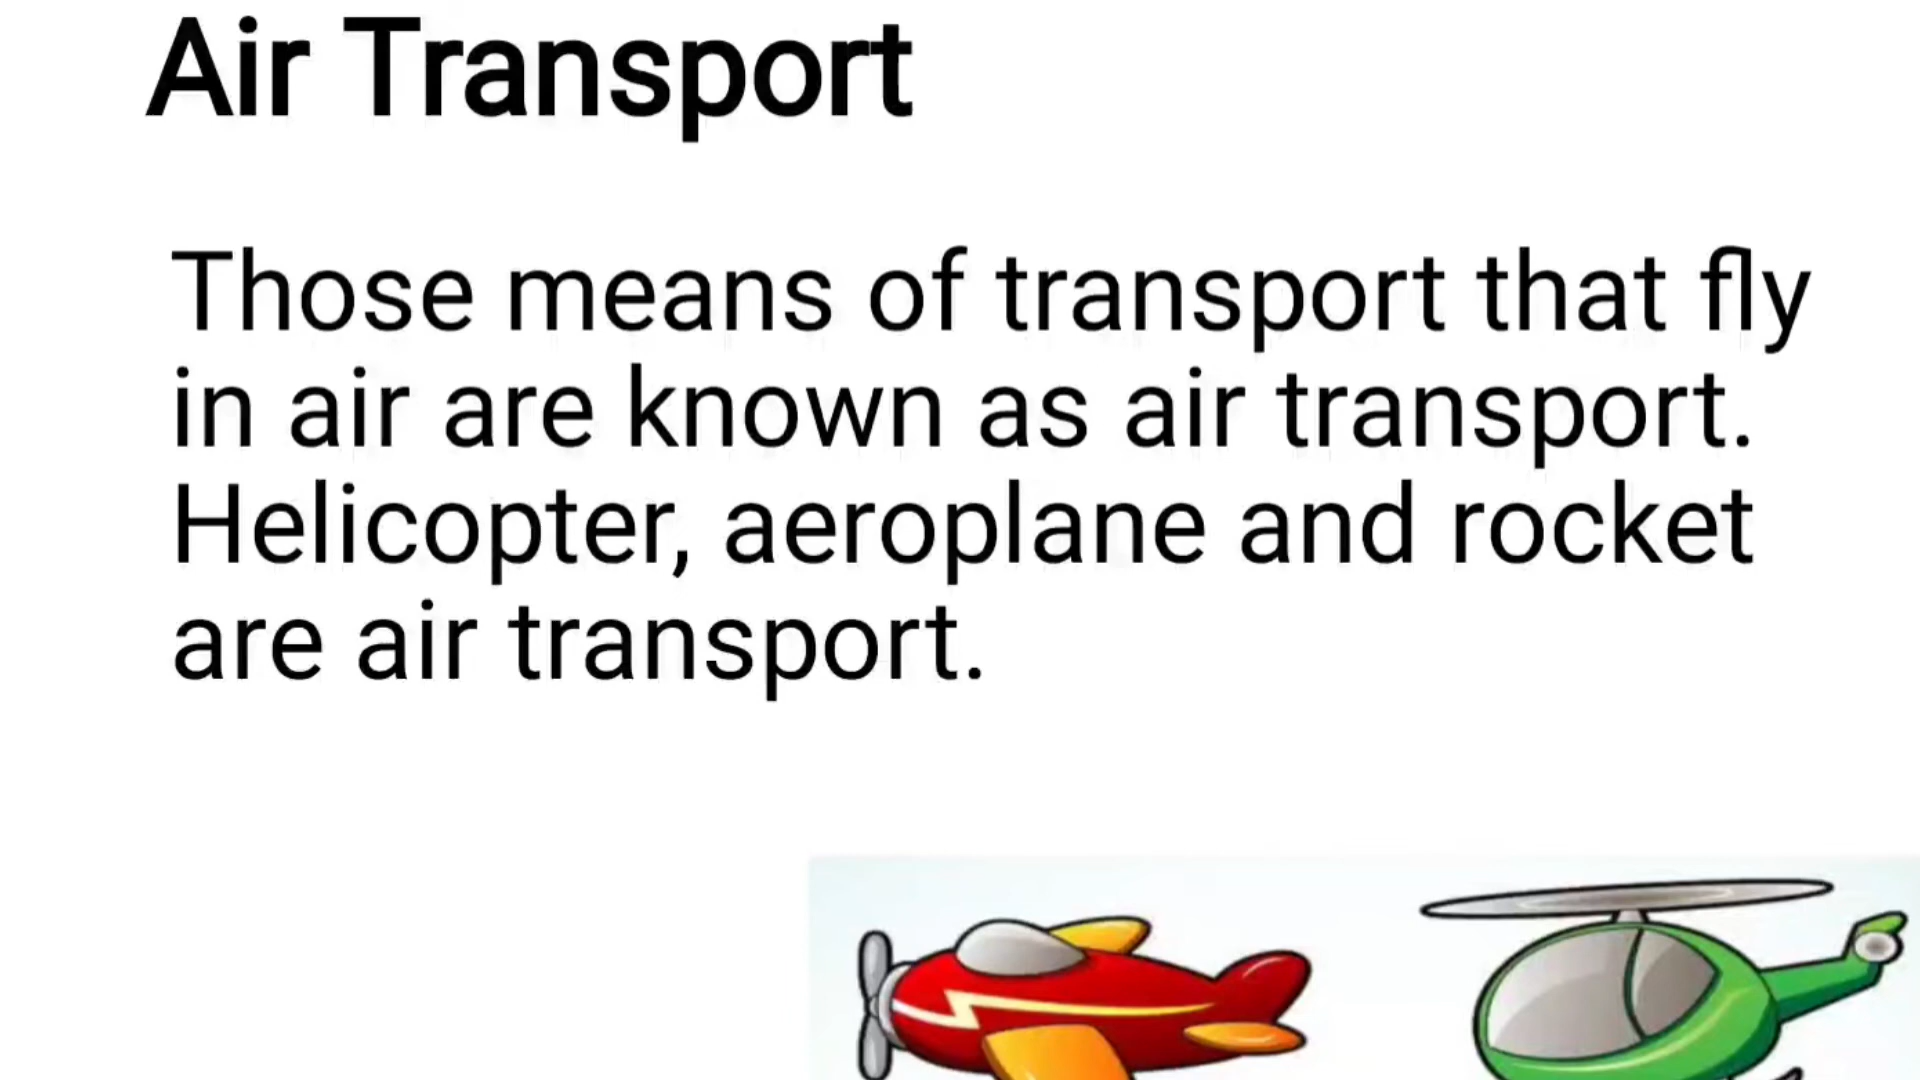 Air Transport
Those means of transport that fly
in air are known as air transport.
Helicopter, aeroplane and rocket
are air transport.